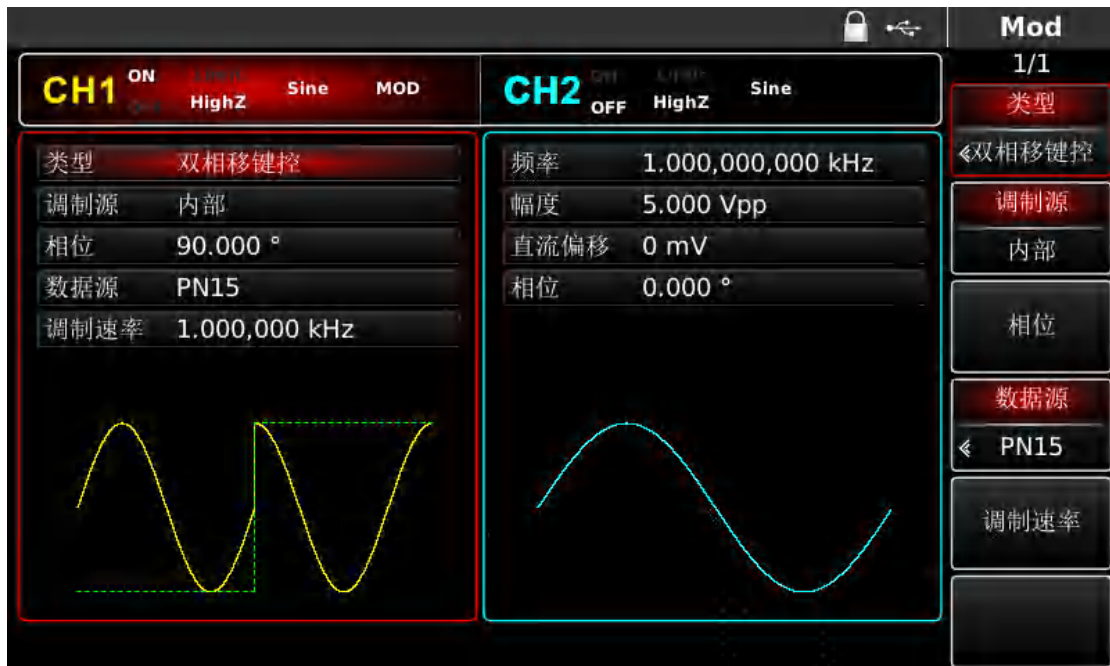 Mod
1/1
CH1 ON HighZ Sine MOD
CH2 OFF HighZ Sine
类型 双相移键控
调制源 内部
相位 90.000 °
数据源 PN15
调制速率 1.000,000 kHz
频率 1.000,000,000 kHz
幅度 5.000 Vpp
直流偏移 0 mV
相位 0.000 °
类型
双相移键控
调制源
内部
相位
数据源
PN15
调制速率